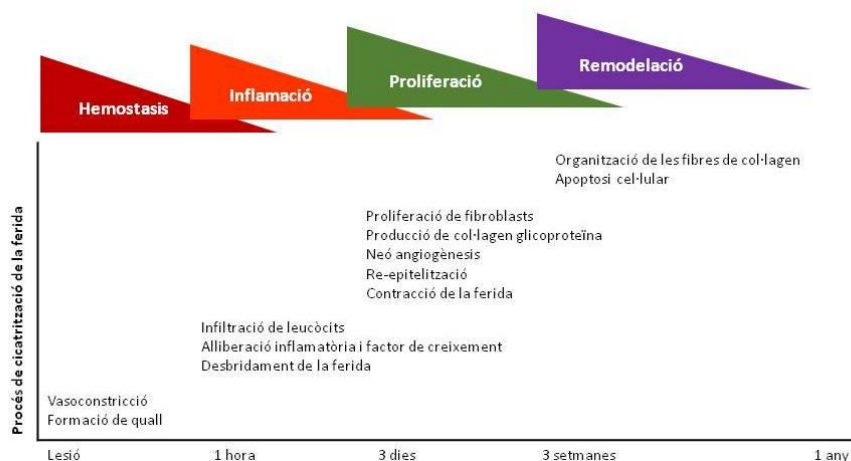 Hemostasis
Inflamació
Proliferació
Remodelació
Organització de les fibres de col·lagen
Apoptosi cel·lular
Proliferació de fibroblasts
Producció de col·lagen glicoproteïna
Neó angiogènesis
Re-epitelització
Contracció de la ferida
Infiltració de leucòcits
Alliberació inflamatòria i factor de creixement
Desbridament de la ferida
Vasoconstricció
Formació de quall
Procés de cicatrització de la ferida
Lesió 1 hora 3 dies 3 setmanes 1 any